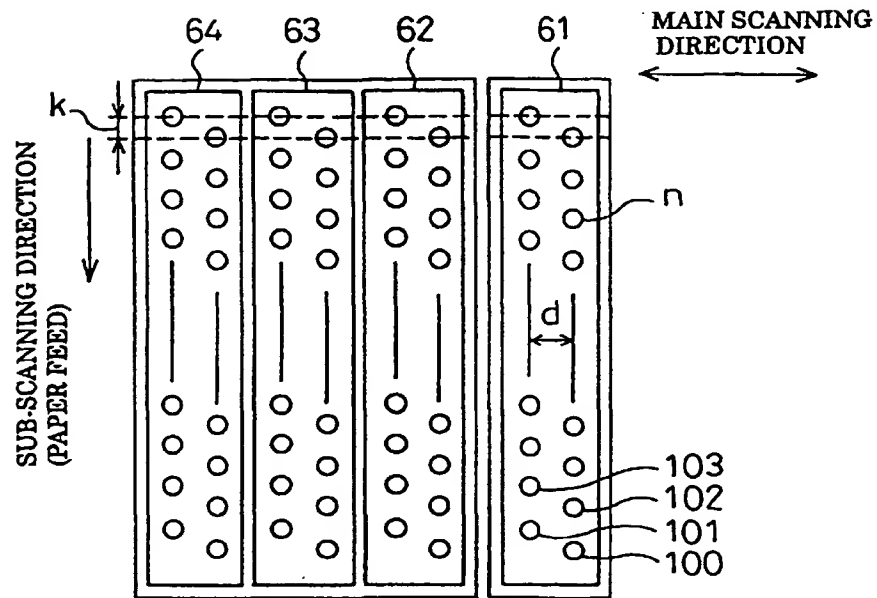 64
63
62
61
MAIN SCANNING
DIRECTION
k
SUB-SCANNING DIRECTION
(PAPER FEED)
n
d
103
102
101
100